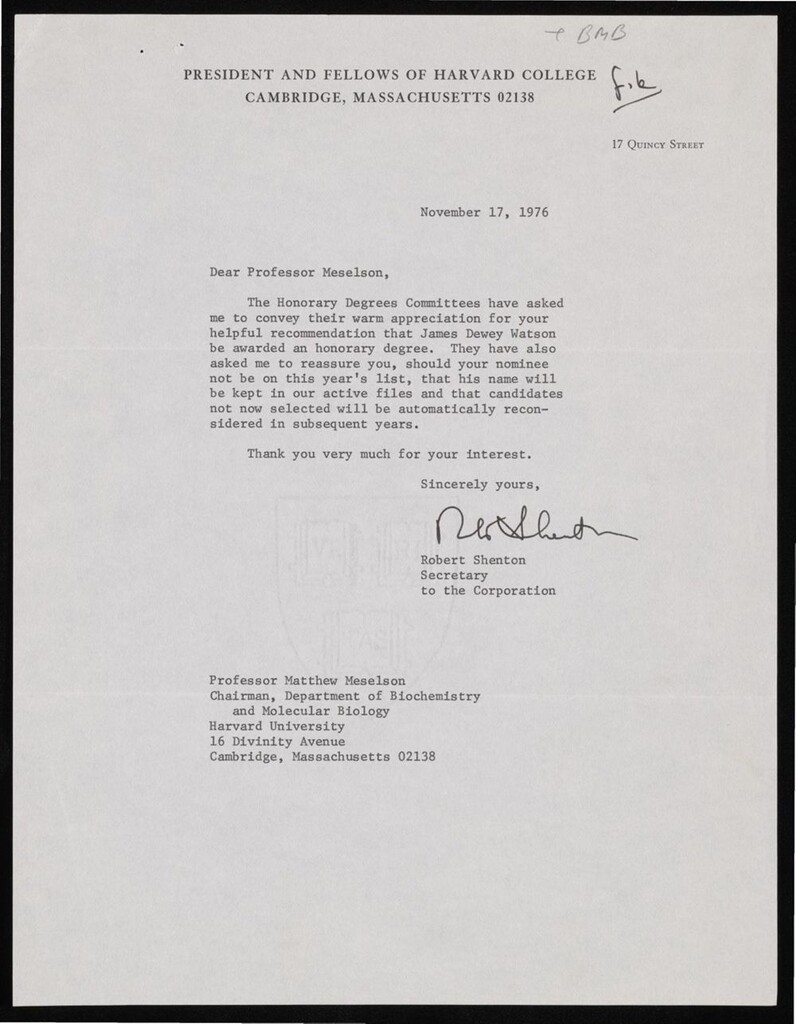 BMB
PRESIDENT AND FELLOWS OF HARVARD COLLEGE
CAMBRIDGE, MASSACHUSETTS 02138
file
17 QUINCY STREET
November 17, 1976
Dear Professor Meselson,
The Honorary Degrees Committees have asked
me to convey their warm appreciation for your
helpful recommendation that James Dewey Watson
be awarded an honorary degree. They have also
asked me to reassure you, should your nominee
not be on this year's list, that his name will
be kept in our active files and that candidates
not now selected will be automatically recon-
sidered in subsequent years.
Thank you very much for your interest.
Sincerely yours,
Robt Shenton
Robert Shenton
Secretary
to the Corporation
Professor Matthew Meselson
Chairman, Department of Biochemistry
and Molecular Biology
Harvard University
16 Divinity Avenue
Cambridge, Massachusetts 02138